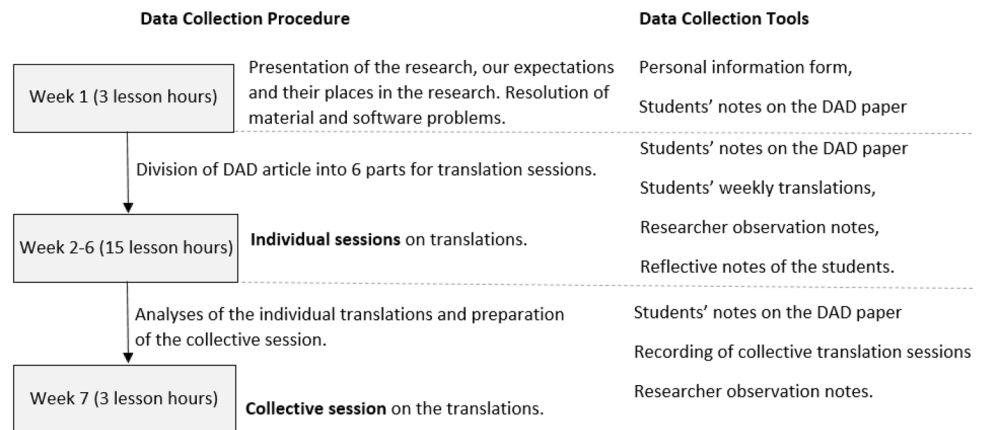 Data Collection Procedure
Data Collection Tools
Week 1 (3 lesson hours)
Presentation of the research, our expectations
and their places in the research. Resolution of
material and software problems.
Personal information form,
Students’ notes on the DAD paper
Division of DAD article into 6 parts for translation sessions.
Week 2-6 (15 lesson hours)
Individual sessions on translations.
Students’ notes on the DAD paper
Students’ weekly translations,
Researcher observation notes,
Reflective notes of the students.
Analyses of the individual translations and preparation
of the collective session.
Week 7 (3 lesson hours)
Collective session on the translations.
Students’ notes on the DAD paper
Recording of collective translation sessions
Researcher observation notes.